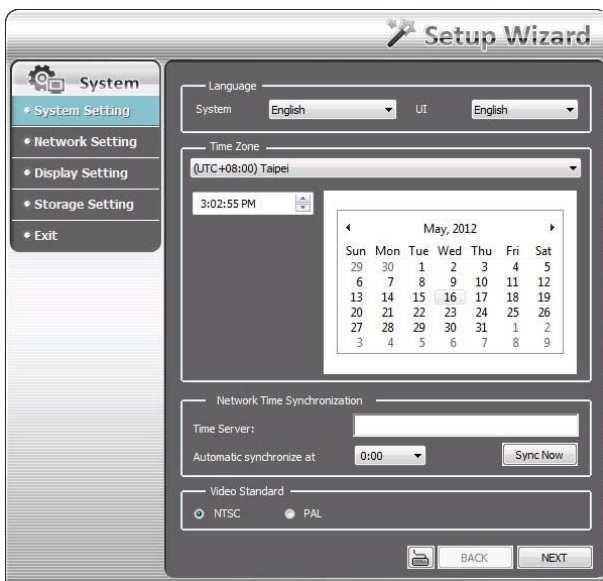 Setup Wizard
System
System Setting
Network Setting
Display Setting
Storage Setting
Exit
Language
System English UI English
Time Zone
(UTC+08:00) Taipei
3:02:55 PM
May, 2012
Sun Mon Tue Wed Thu Fri Sat
29 30 1 2 3 4 5
6 7 8 9 10 11 12
13 14 15 16 17 18 19
20 21 22 23 24 25 26
27 28 29 30 31 1 2
3 4 5 6 7 8 9
Network Time Synchronization
Time Server:
Automatic synchronize at 0:00 Sync Now
Video Standard
NTSC PAL
BACK NEXT